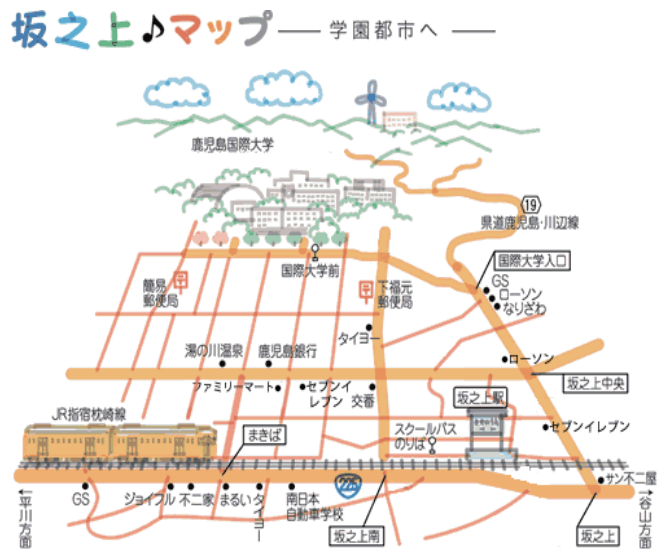 坂之上♪マップ
学園都市へ
鹿児島国際大学
19
県道鹿児島・川辺線
国際大学入口
国際大学前
簡易
郵便局
下福元
郵便局
GS
ローソン
なりざわ
タイヨー
湯の川温泉
鹿児島銀行
ローソン
ファミリーマート
セブンイ
レブン
交番
坂之上中央
坂之上駅
JR指宿枕崎線
まきば
スクールバス
のりば
セブンイレブン
サン不二屋
225
平川方面
GS
ジョイフル
不二家
まるい
タイヨー
南日本
自動車学校
坂之上南
坂之上
谷山方面